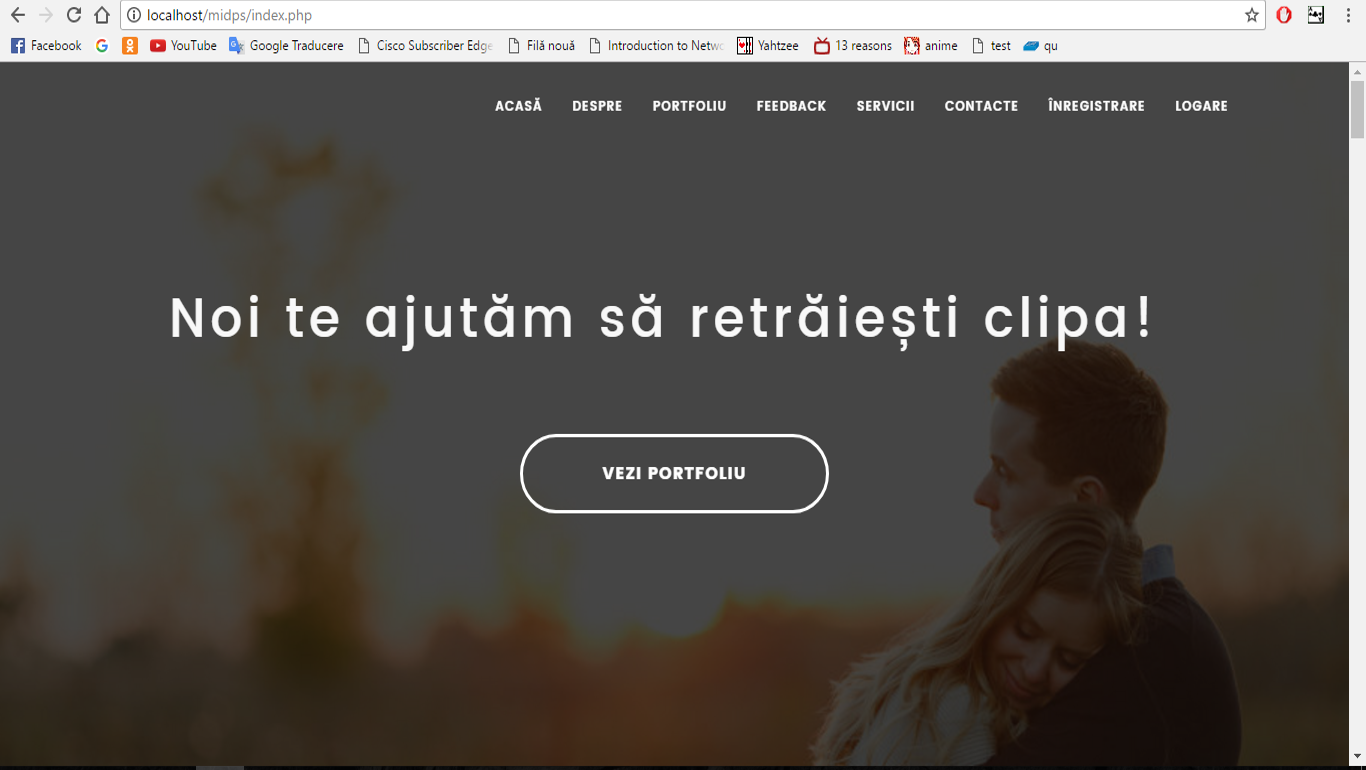 localhost/midps/index.php
Facebook YouTube Google Traducere Cisco Subscriber Edge Filă nouă Introduction to Netwo Yahtzee 13 reasons anime test qu
ACASĂ DESPRE PORTFOLIU FEEDBACK SERVICII CONTACTE ÎNREGISTRARE LOGARE
Noi te ajutăm să retrăiești clipa!
VEZI PORTFOLIU